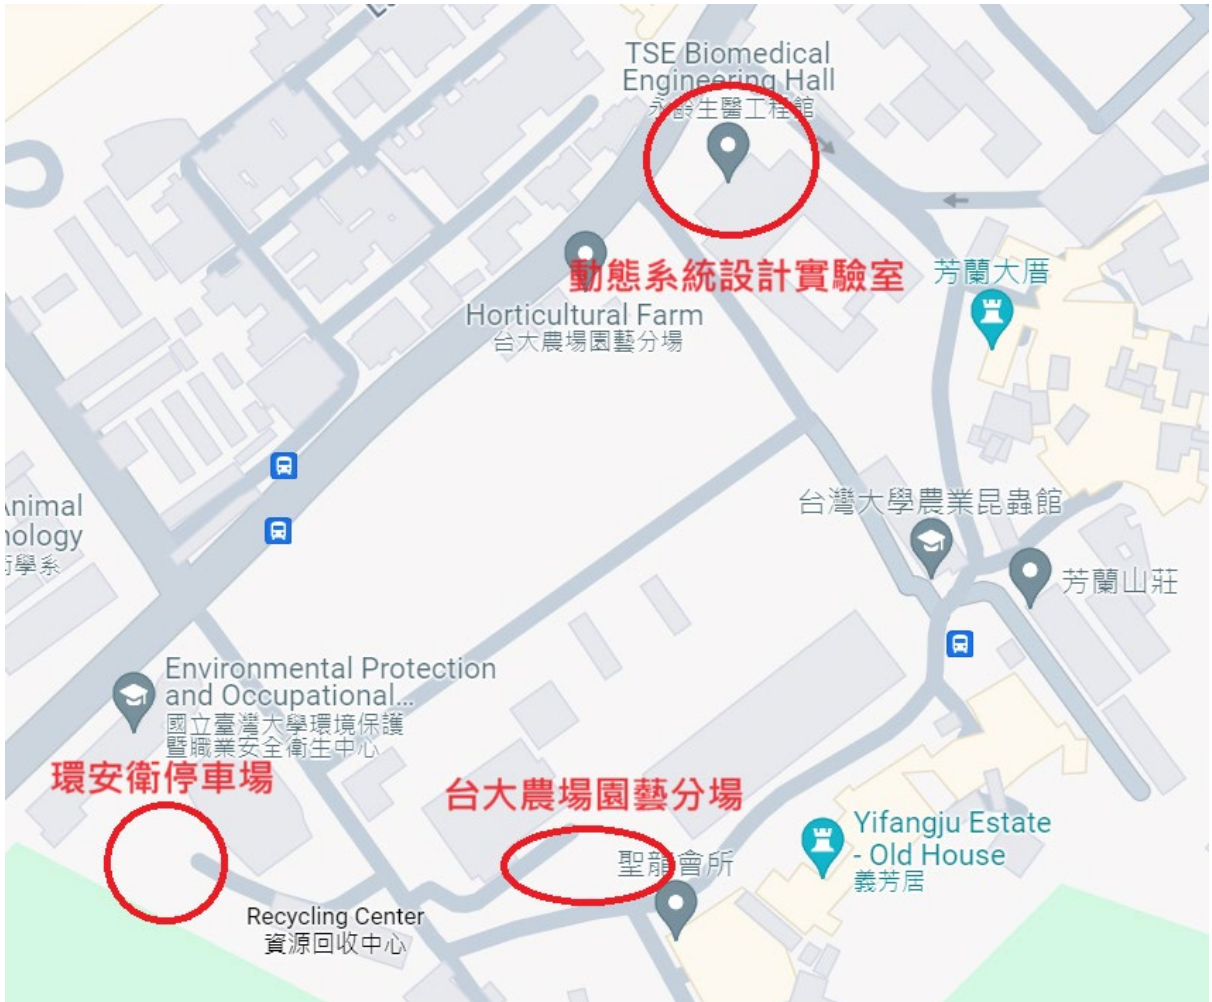 TSE Biomedical
Engineering Hall
永齡生醫工程館
動態系統設計實驗室
芳蘭大厝
Horticultural Farm
台大農場園藝分場
台灣大學農業昆蟲館
nimal
nology
學系
芳蘭山莊
Environmental Protection
and Occupational...
國立臺灣大學環境保護
暨職業安全衛生中心
環安衛停車場
台大農場園藝分場
Yifangju Estate
- Old House
義芳居
聖龍會所
Recycling Center
資源回收中心